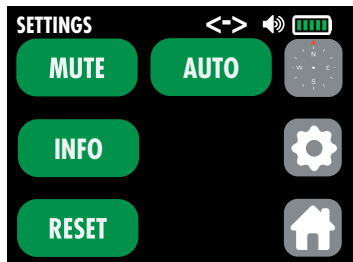 SETTINGS <->
MUTE AUTO
N
W E
S
INFO
RESET